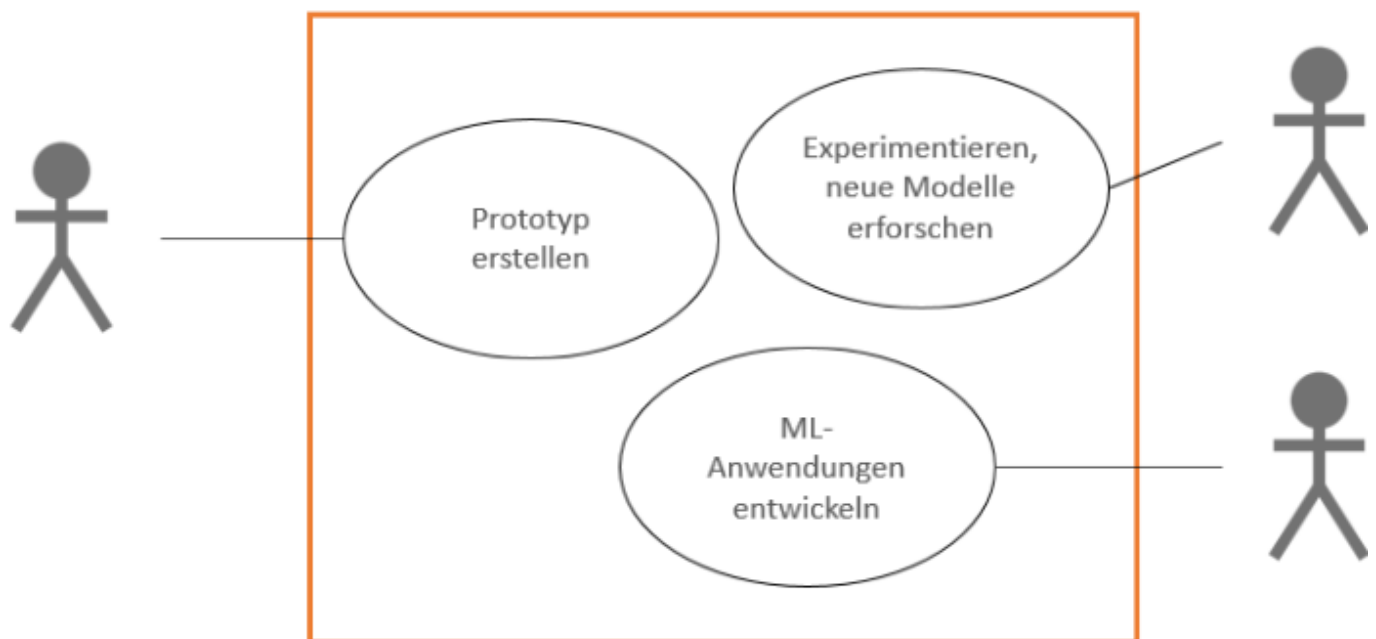 Prototyp
erstellen
Experimentieren,
neue Modelle
erforschen
ML-
Anwendungen
entwickeln